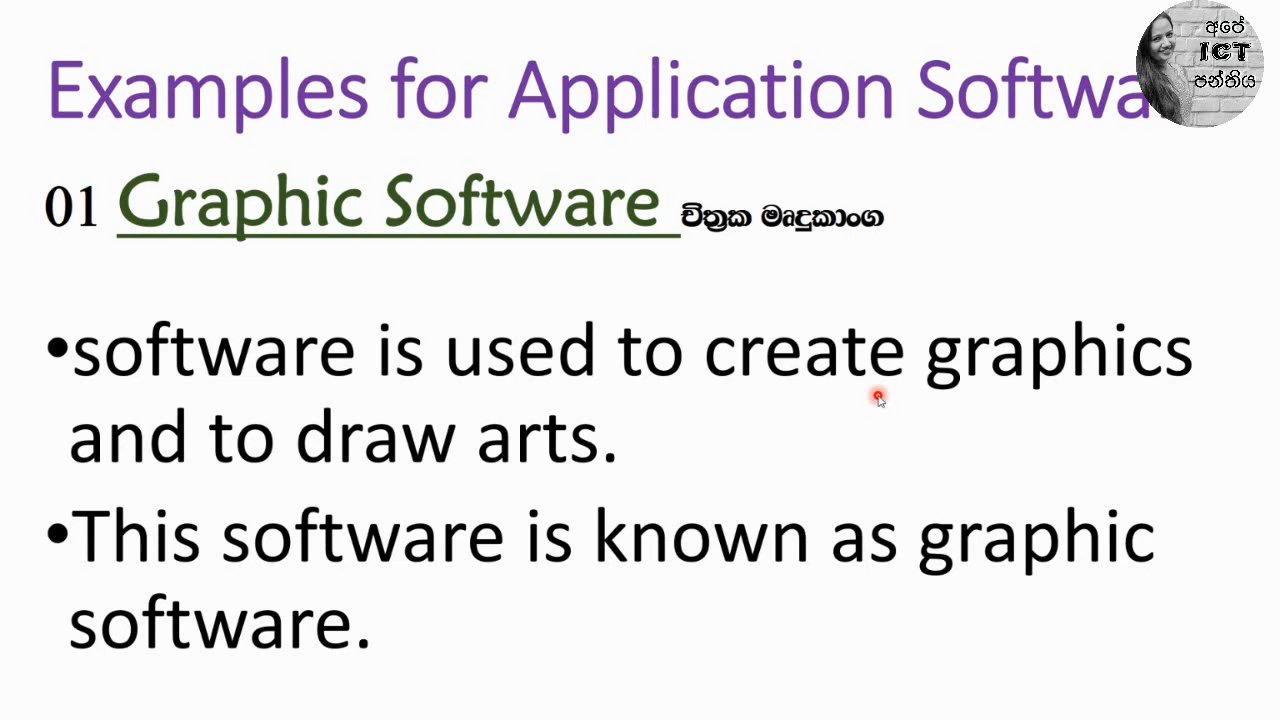 Examples for Application Softwa
01 Graphic Software චිත්‍රක මෘදුකාංග
•software is used to create graphics
and to draw arts.
•This software is known as graphic
software.
අපේ
ICT
පන්තිය